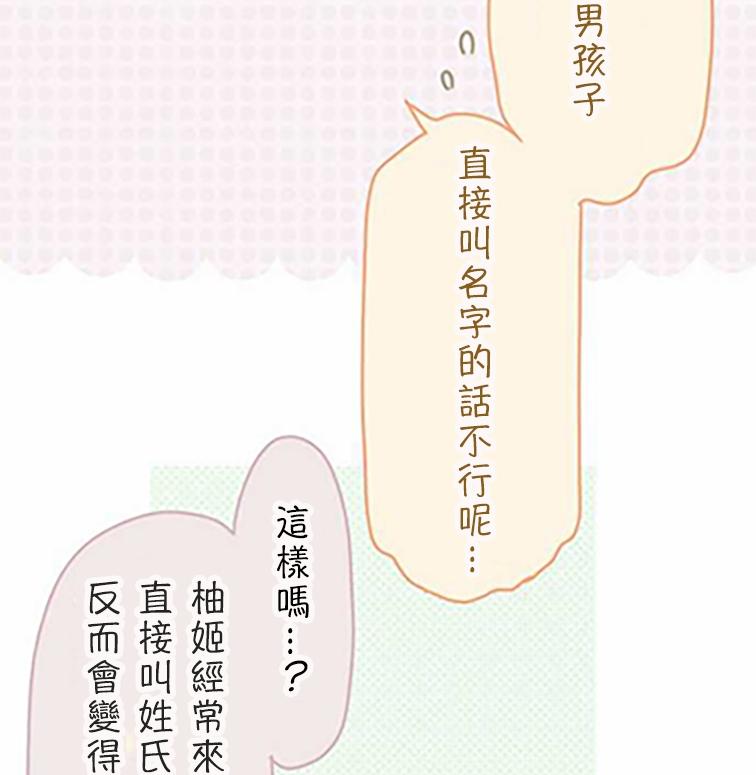 男孩子
直接叫名字的話不行呢…
這樣嗎…?
柚姬經常來
直接叫姓氏
反而會變得